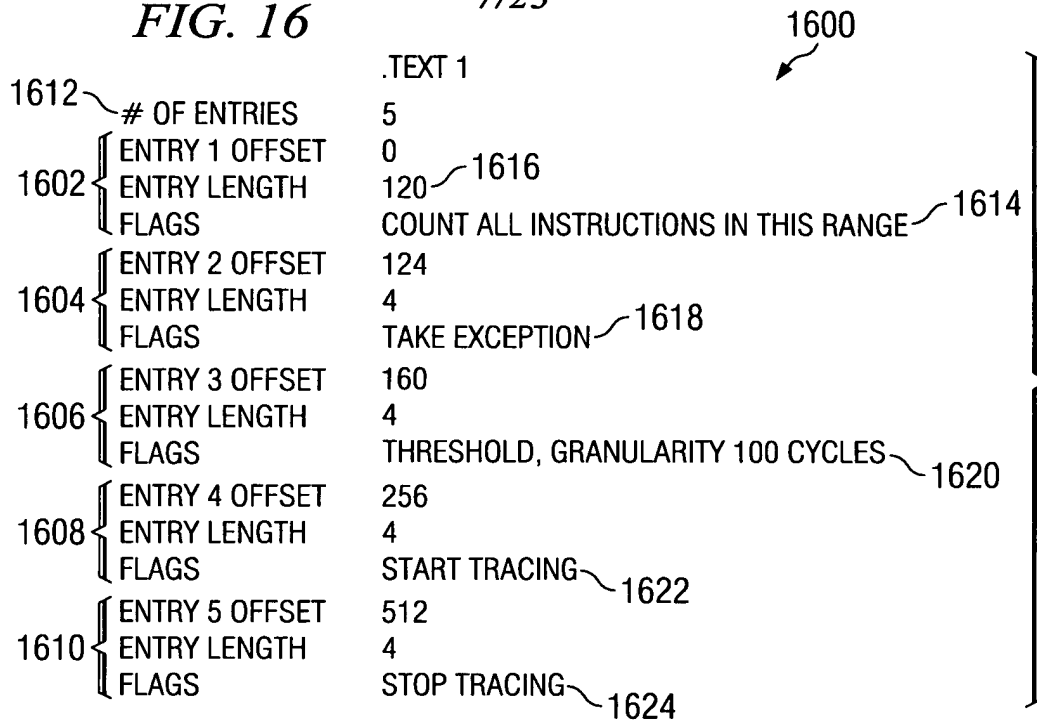 FIG. 16
1600
.TEXT 1
1612 # OF ENTRIES 5
ENTRY 1 OFFSET 0
1602 ENTRY LENGTH 120 1616
FLAGS COUNT ALL INSTRUCTIONS IN THIS RANGE 1614
ENTRY 2 OFFSET 124
1604 ENTRY LENGTH 4
FLAGS TAKE EXCEPTION 1618
ENTRY 3 OFFSET 160
1606 ENTRY LENGTH 4
FLAGS THRESHOLD, GRANULARITY 100 CYCLES 1620
ENTRY 4 OFFSET 256
1608 ENTRY LENGTH 4
FLAGS START TRACING 1622
ENTRY 5 OFFSET 512
1610 ENTRY LENGTH 4
FLAGS STOP TRACING 1624